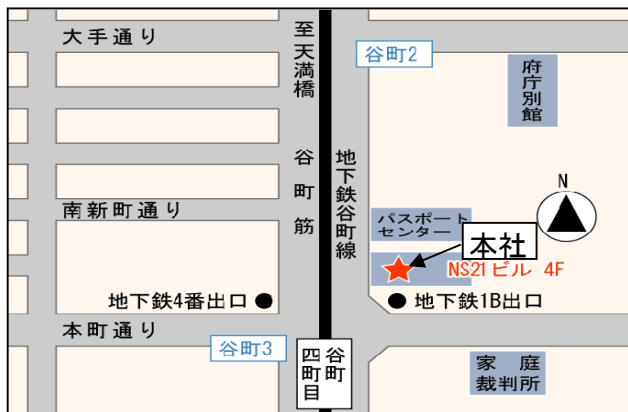 大手通り
至天満橋
谷町2
府庁別館
谷町筋
地下鉄谷町線
N
南新町通り
パスポート
センター
本社
NS21ビル 4F
地下鉄4番出口
地下鉄1B出口
本町通り
谷町3
谷町
四町目
家庭
裁判所